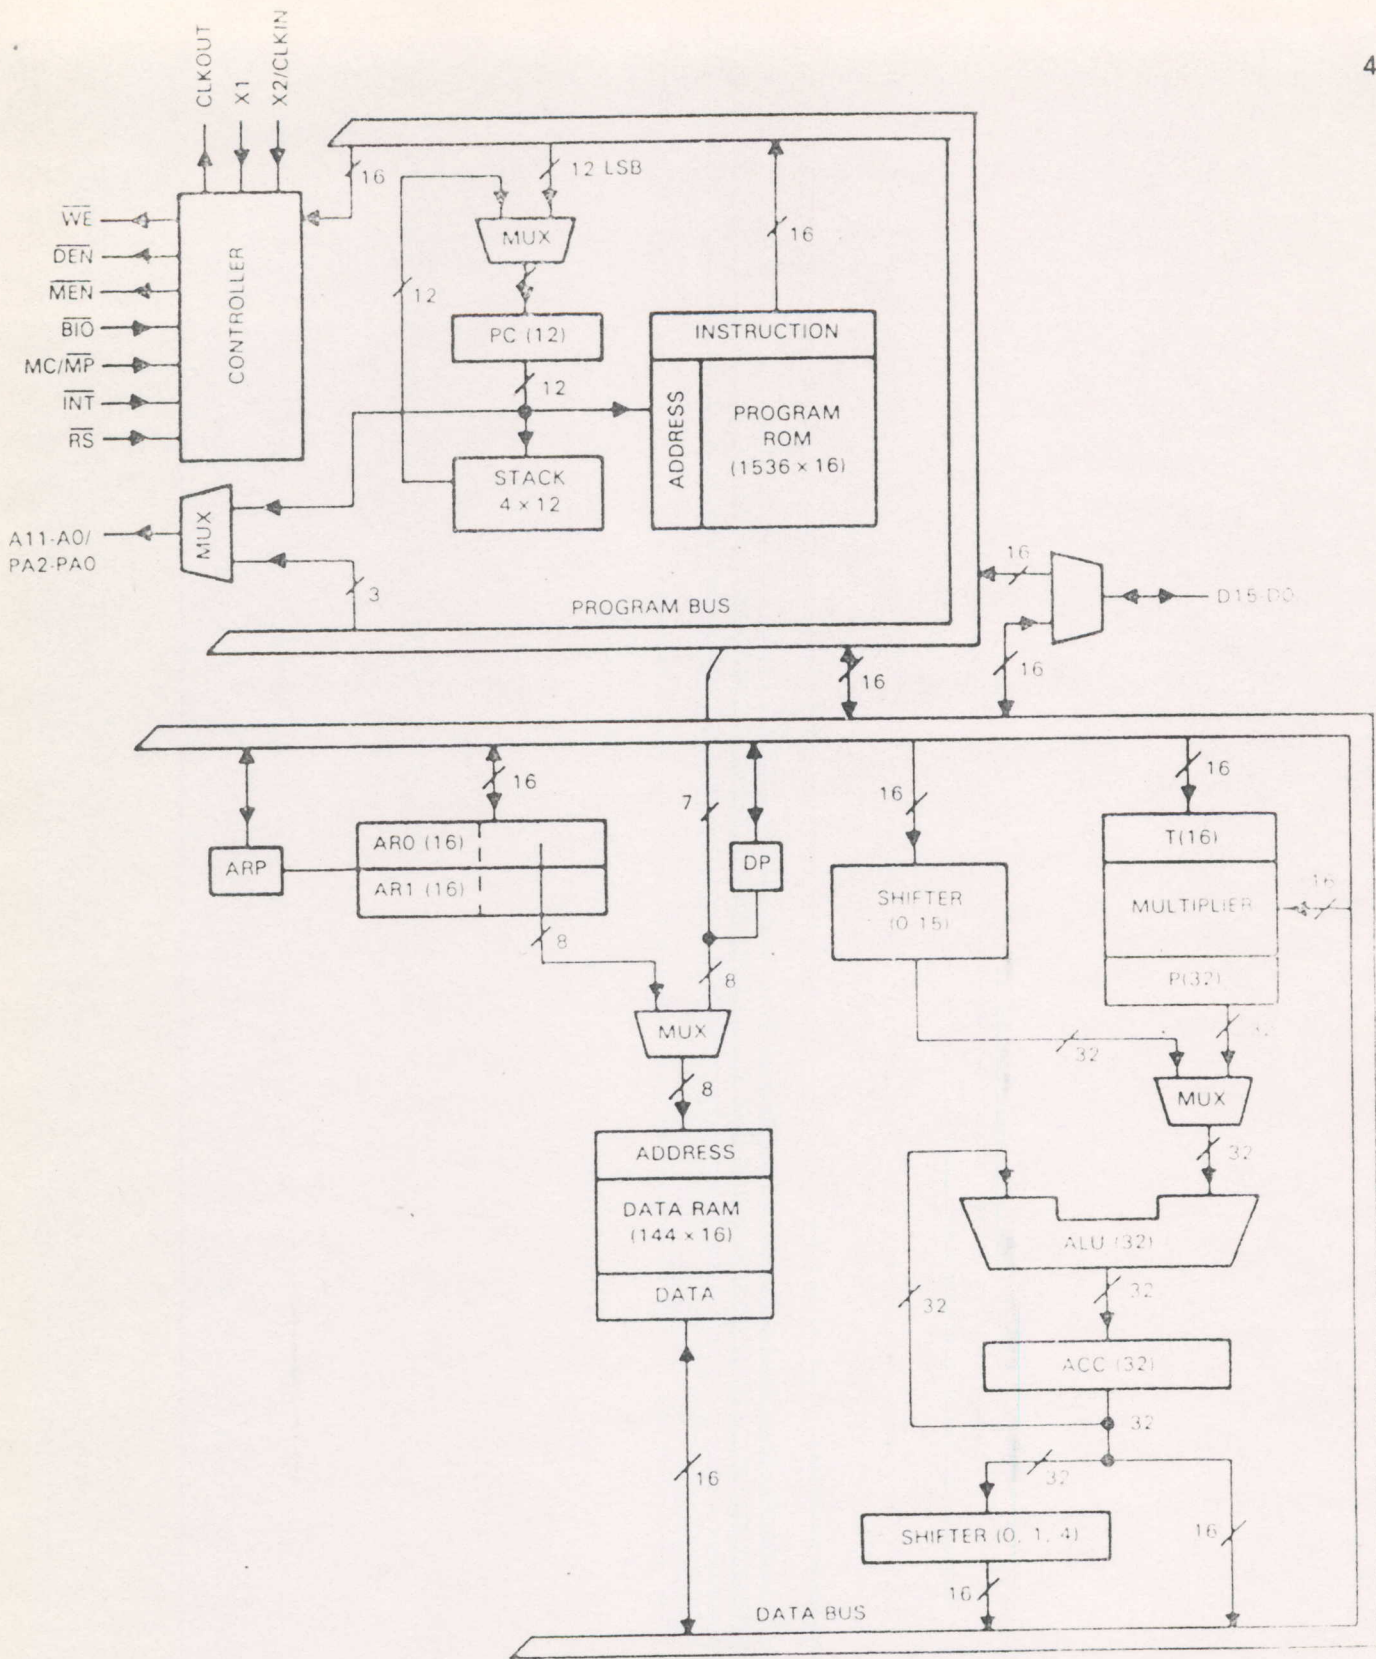 4
CLKOUT
X1
X2/CLKIN
16
12 LSB
WE
DEN
MEN
BIO
MC/MP
INT
RS
CONTROLLER
MUX
16
12
PC (12)
12
INSTRUCTION
ADDRESS
PROGRAM
ROM
(1536 × 16)
STACK
4 × 12
MUX
A11-A0/
PA2-PA0
3
PROGRAM BUS
16
D15-D0
16
16
16
7
16
16
ARP
AR0 (16)
AR1 (16)
DP
SHIFTER
(0 15)
T(16)
MULTIPLIER
P(32)
16
8
8
MUX
8
32
32
MUX
32
ADDRESS
DATA RAM
(144 × 16)
DATA
ALU (32)
32
32
ACC (32)
32
32
16
SHIFTER (0, 1, 4)
16
16
DATA BUS